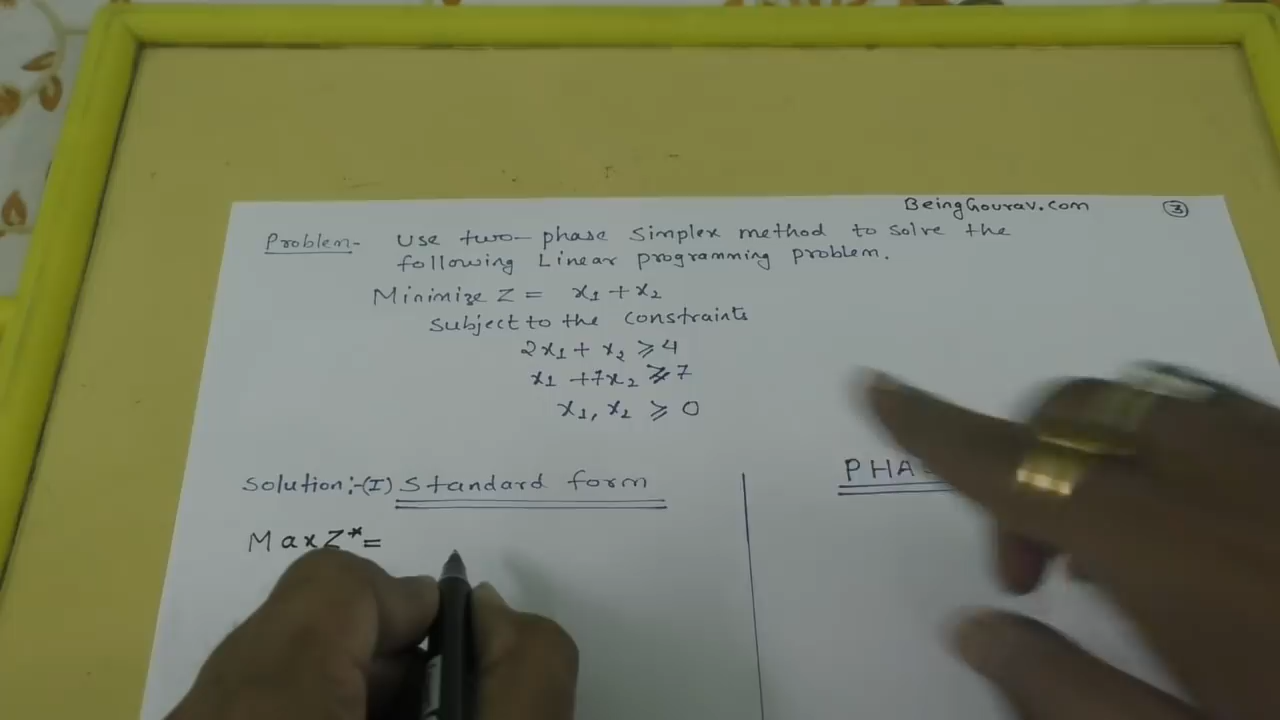 BeingGourav.com ③
Problem- Use two-phase Simplex method to solve the
following Linear programming problem.
Minimize Z = x₁ + x₂
Subject to the constraints
2x₁ + x₂ ≥ 4
x₁ + 7x₂ ≥ 7
x₁, x₂ ≥ 0
Solution:-(I) Standard form
PHA
Max Z* =